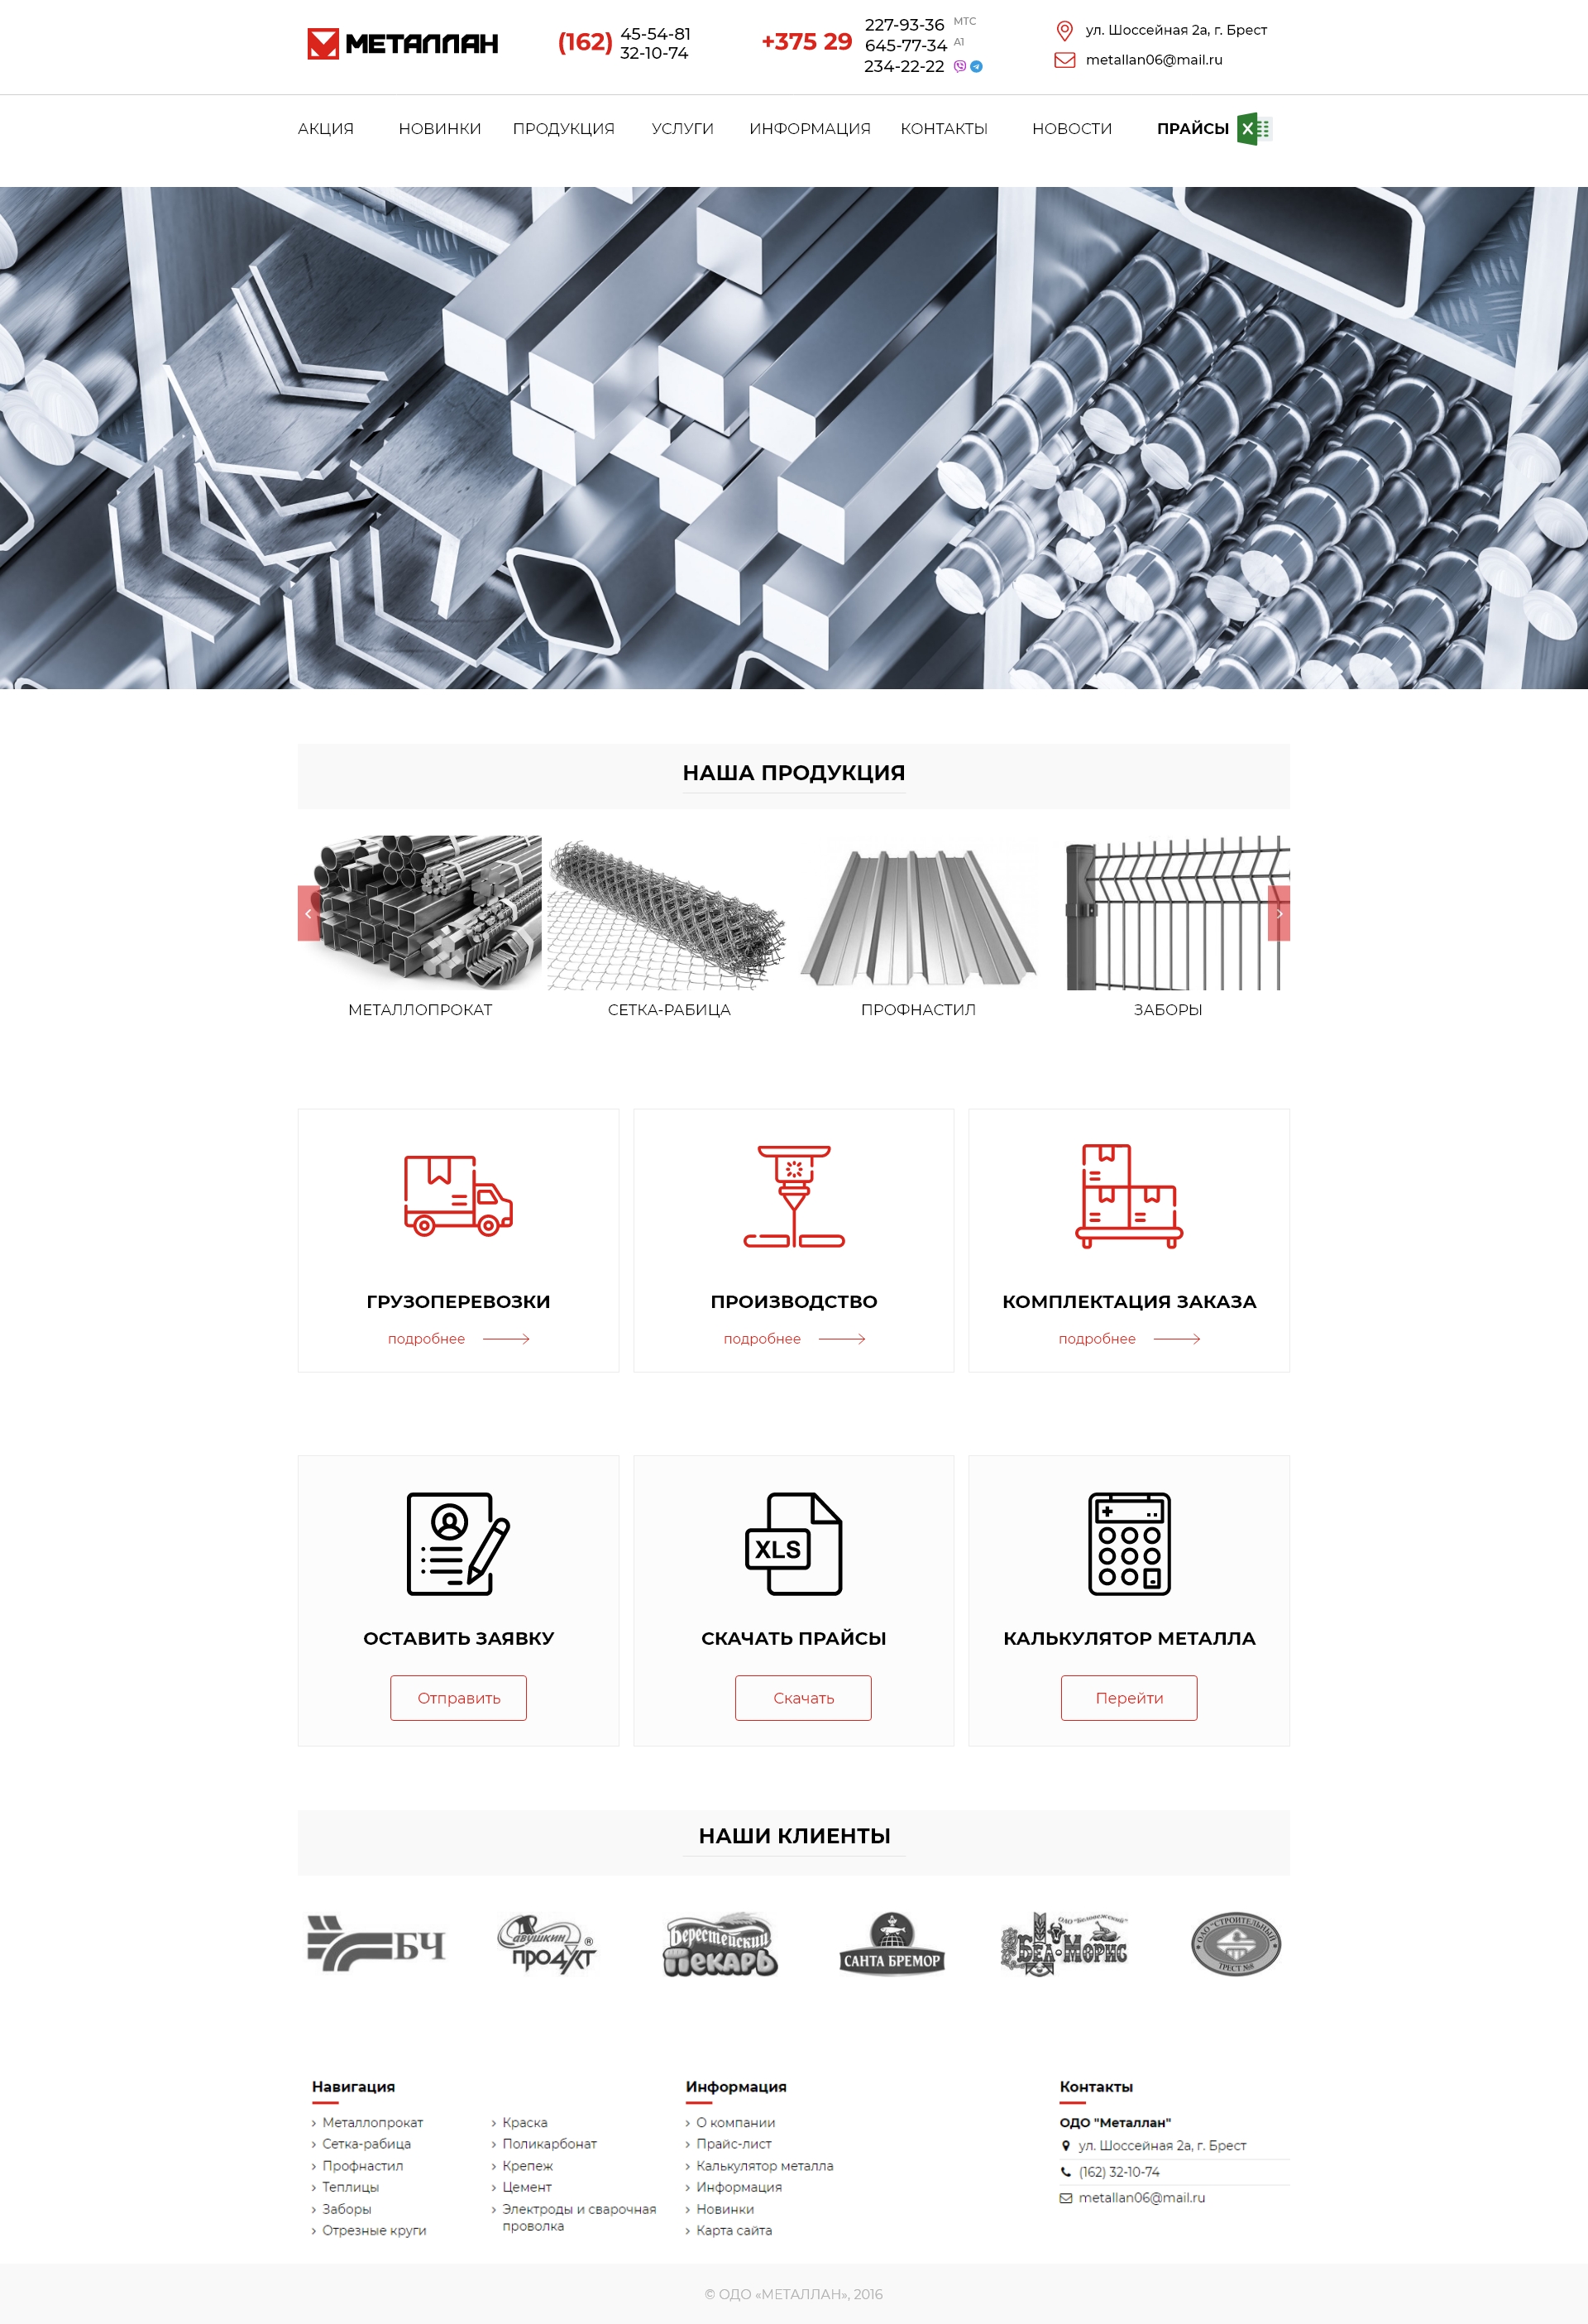 МЕТАЛЛАН
(162)
45-54-81
32-10-74
+375 29
227-93-36 МТС
645-77-34 А1
234-22-22
ул. Шоссейная 2а, г. Брест
metallan06@mail.ru
АКЦИЯ НОВИНКИ ПРОДУКЦИЯ УСЛУГИ ИНФОРМАЦИЯ КОНТАКТЫ НОВОСТИ ПРАЙСЫ X
НАША ПРОДУКЦИЯ
МЕТАЛЛОПРОКАТ СЕТКА-РАБИЦА ПРОФНАСТИЛ ЗАБОРЫ
ГРУЗОПЕРЕВОЗКИ ПРОИЗВОДСТВО КОМПЛЕКТАЦИЯ ЗАКАЗА
подробнее подробнее подробнее
XLS
ОСТАВИТЬ ЗАЯВКУ СКАЧАТЬ ПРАЙСЫ КАЛЬКУЛЯТОР МЕТАЛЛА
Отправить Скачать Перейти
НАШИ КЛИЕНТЫ
БЧ
Савушкин
продукт®
Берестейский
Пекарь
САНТА БРЕМОР
ОАО "Беловежский"
Бел-Морис
ОАО "СТРОИТЕЛЬНЫЙ
ТРЕСТ №8
Навигация
Металлопрокат
Сетка-рабица
Профнастил
Теплицы
Заборы
Отрезные круги
Краска
Поликарбонат
Крепеж
Цемент
Электроды и сварочная
проволка
Информация
О компании
Прайс-лист
Калькулятор металла
Информация
Новинки
Карта сайта
Контакты
ОДО "Металлан"
ул. Шоссейная 2а, г. Брест
(162) 32-10-74
metallan06@mail.ru
© ОДО «МЕТАЛЛАН», 2016